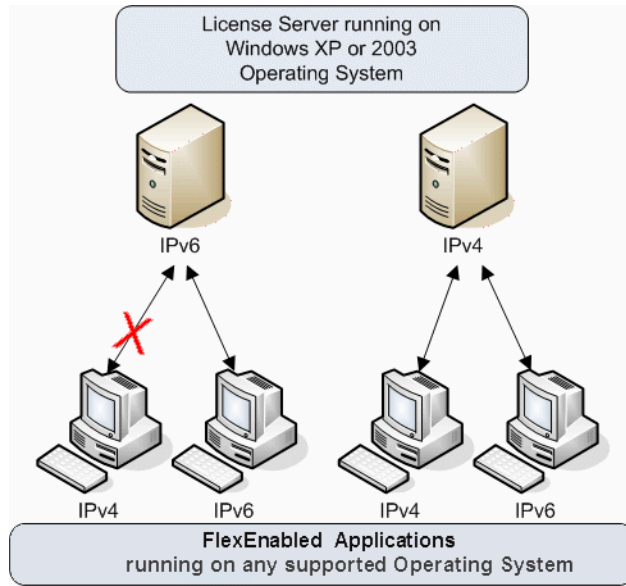 License Server running on
Windows XP or 2003
Operating System
IPv6
IPv4
IPv4
IPv6
IPv4
IPv6
FlexEnabled Applications
running on any supported Operating System